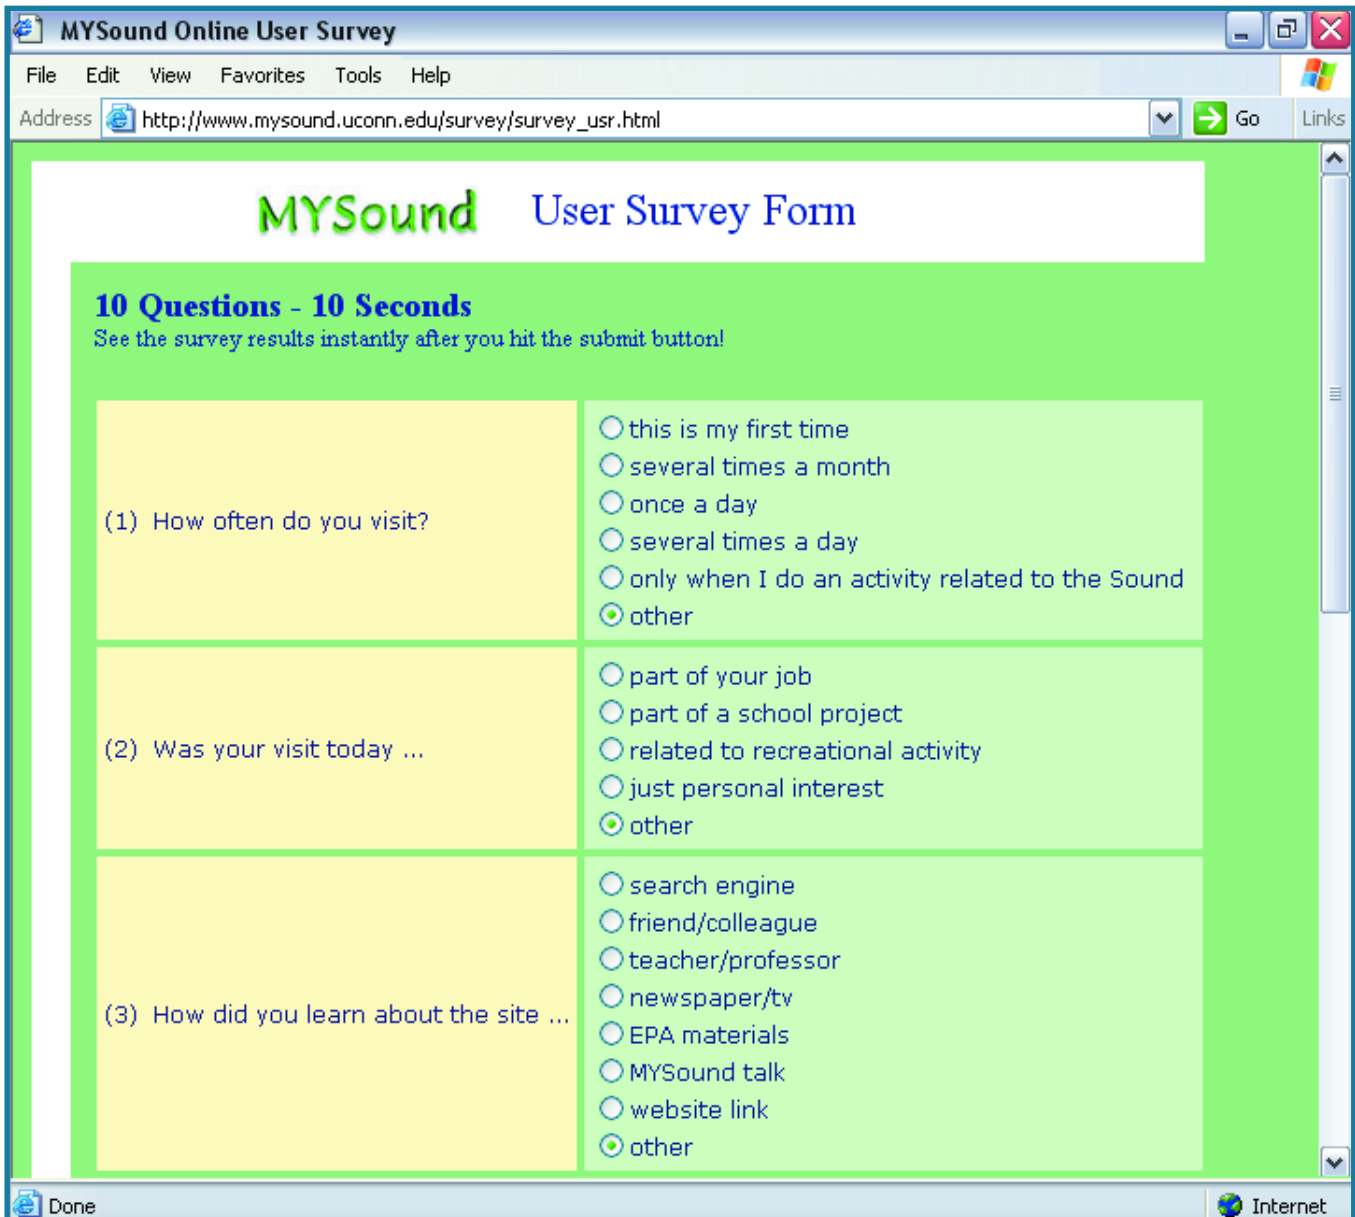 MYSound Online User Survey
File Edit View Favorites Tools Help
Address http://www.mysound.uconn.edu/survey/survey_usr.html Go Links
MYSound User Survey Form
10 Questions - 10 Seconds
See the survey results instantly after you hit the submit button!
(1) How often do you visit?
this is my first time
several times a month
once a day
several times a day
only when I do an activity related to the Sound
other
(2) Was your visit today ...
part of your job
part of a school project
related to recreational activity
just personal interest
other
(3) How did you learn about the site ...
search engine
friend/colleague
teacher/professor
newspaper/tv
EPA materials
MYSound talk
website link
other
Done Internet